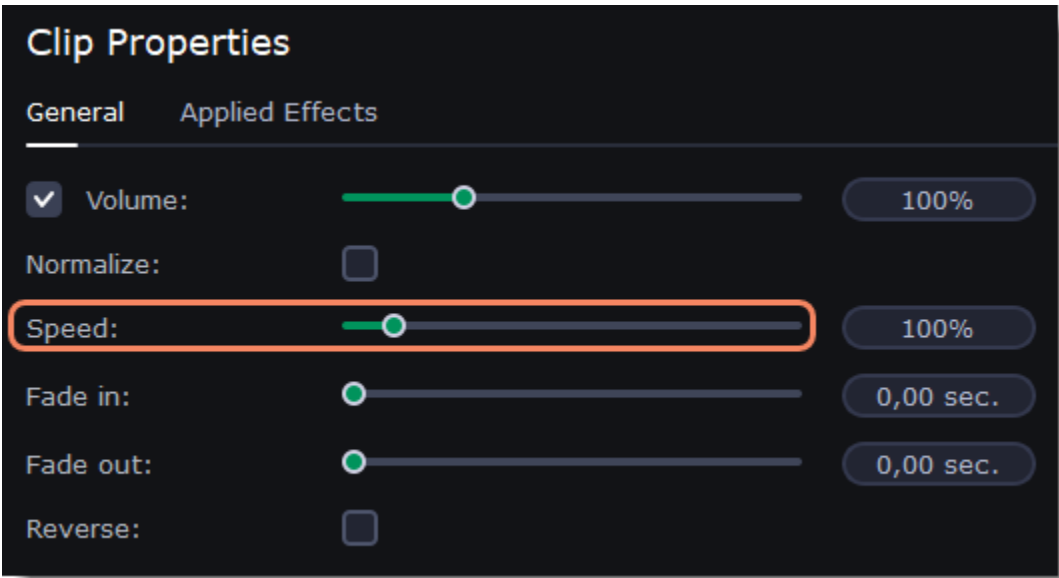 Clip Properties
General Applied Effects
Volume: 100%
Normalize:
Speed: 100%
Fade in: 0,00 sec.
Fade out: 0,00 sec.
Reverse: